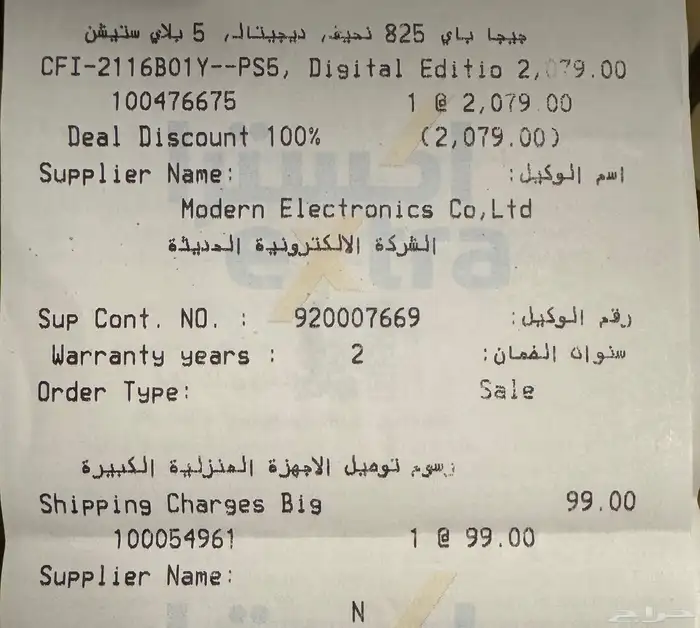 جيجا باي 825 نحيف, ديجيتال, 5 بلاي ستيشن
CFI-2116B01Y--PS5, Digital Editio 2,079.00
100476675 1 @ 2,079.00
Deal Discount 100% (2,079.00)
Supplier Name: اسم الوكيل:
Modern Electronics Co,Ltd
الشركة الالكترونية الحديثة
اكسترا
extra
Sup Cont. NO. : 920007669 رقم الوكيل:
Warranty years : 2 سنوات الضمان:
Order Type: Sale
رسوم توصيل الاجهزة المنزلية الكبيرة
Shipping Charges Big 99.00
100054961 1 @ 99.00
Supplier Name:
N
حراج